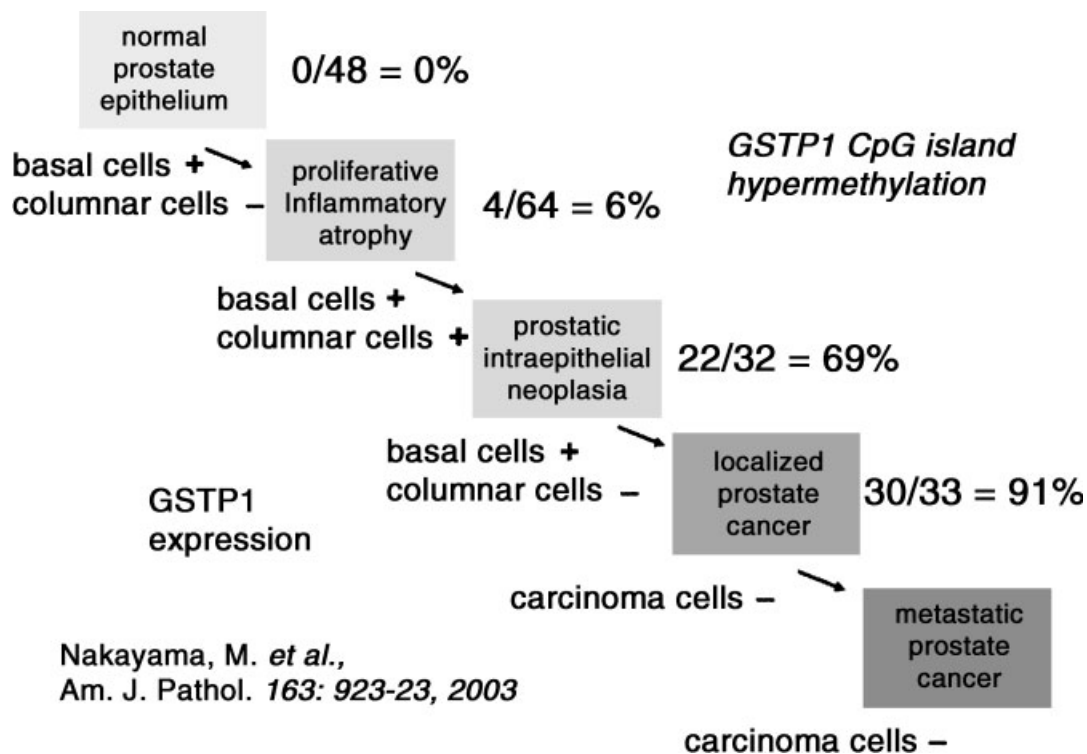 normal
prostate
epithelium
0/48 = 0%
basal cells +
columnar cells –
proliferative
Inflammatory
atrophy
4/64 = 6%
GSTP1 CpG island
hypermethylation
basal cells +
columnar cells +
prostatic
intraepithelial
neoplasia
22/32 = 69%
basal cells +
columnar cells –
localized
prostate
cancer
30/33 = 91%
GSTP1
expression
carcinoma cells –
metastatic
prostate
cancer
Nakayama, M. et al.,
Am. J. Pathol. 163: 923-23, 2003
carcinoma cells –